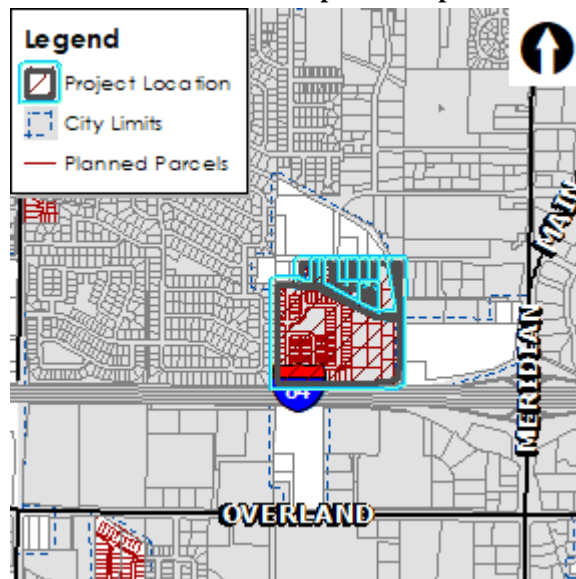 Legend
Project Location
City Limits
Planned Parcels
MAIN
MERIDIAN
84
OVERLAND